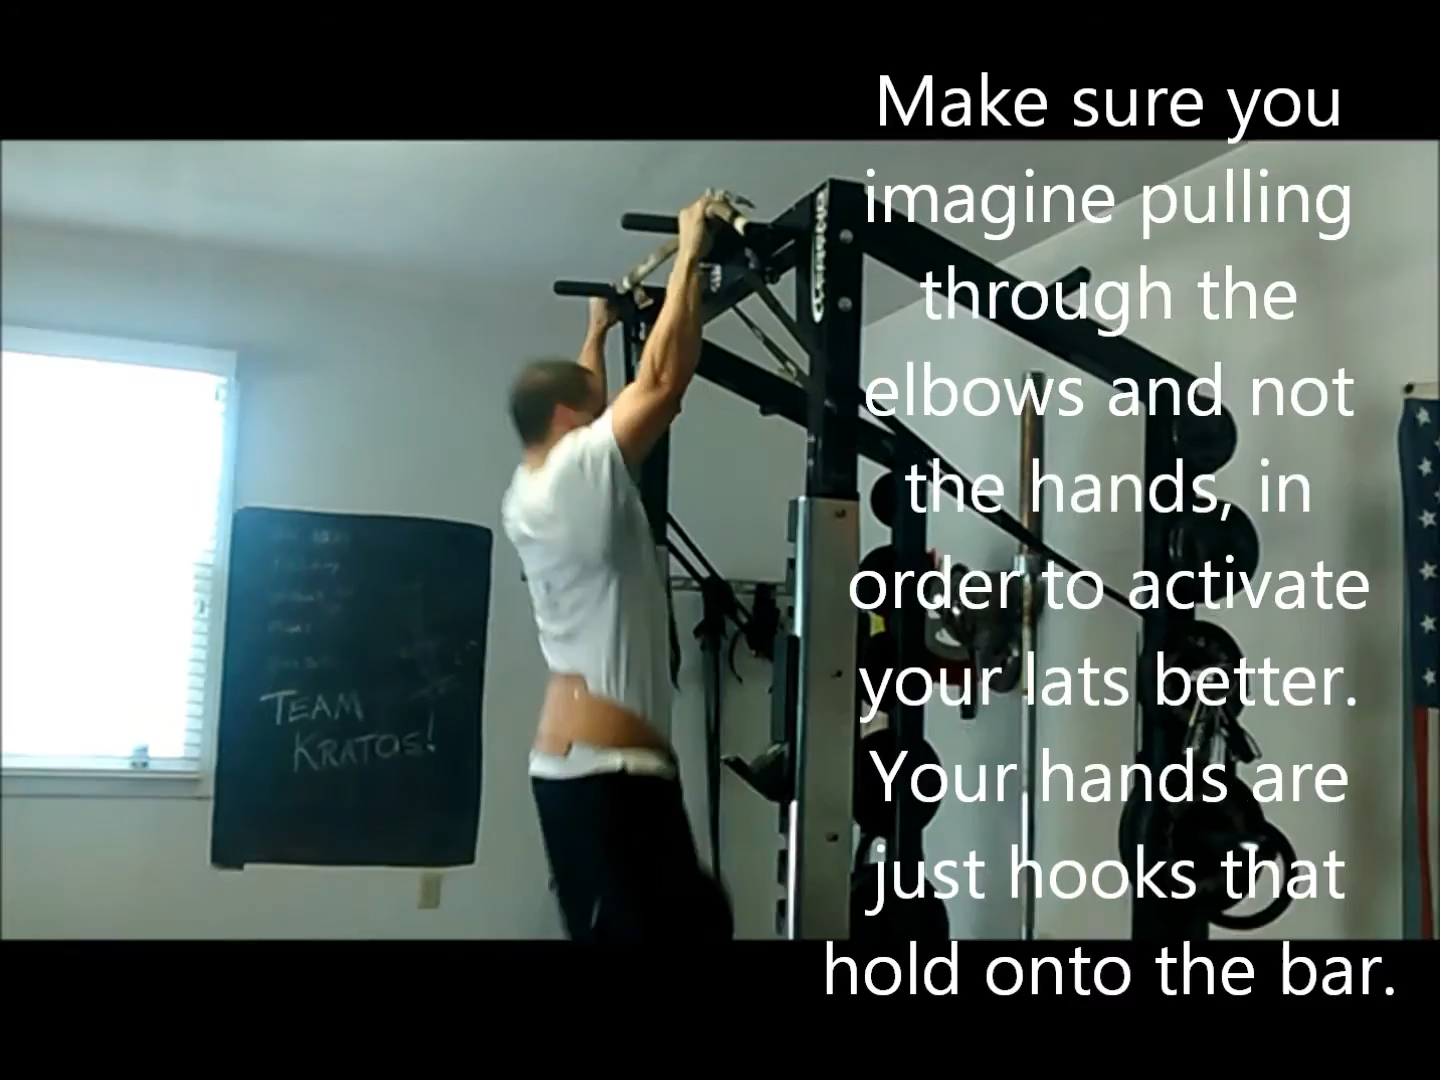 Make sure you
imagine pulling
through the
elbows and not
the hands, in
order to activate
your lats better.
Your hands are
just hooks that
hold onto the bar.
TEAM
KRATOS!